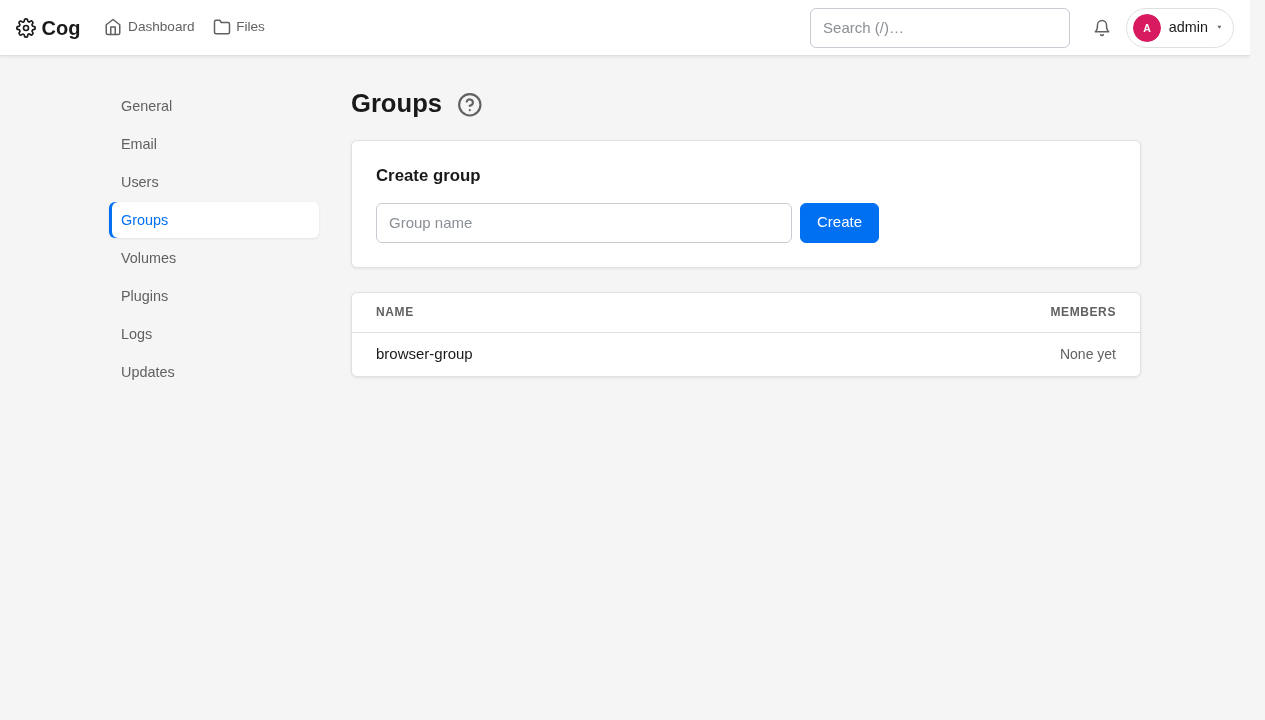 Cog
Dashboard
Files
Search (/)…
A
admin
General
Email
Users
Groups
Volumes
Plugins
Logs
Updates
Groups
Create group
Group name
Create
NAME
MEMBERS
browser-group
None yet